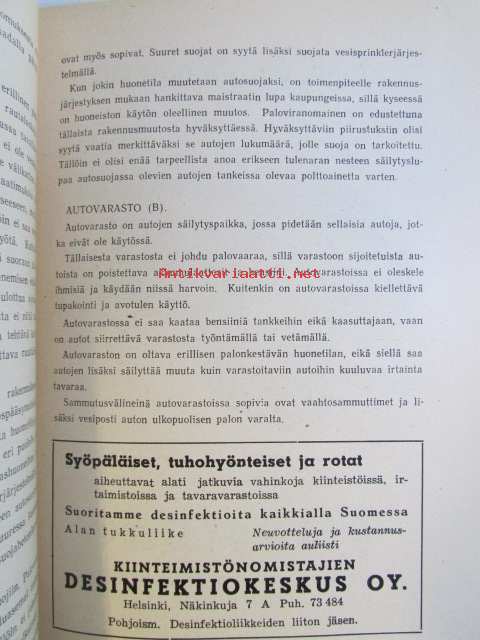 ovat myös sopivat. Suuret suojat on syytä lisäksi suojata vesisprinklerjärjes-
telmällä.
Kun jokin huonetila muutetaan autosuojaksi, on toimenpiteelle rakennus-
järjestyksen mukaan hankittava maistraatin lupa kaupungeissa, sillä kyseessä
on huoneiston käytön oleellinen muutos. Paloviranomainen on edustettuna
tällaista rakennusmuutosta hyväksyttäessä. Hyväksyttäviin piirustuksiin olisi
syytä vaatia merkittäväksi se autojen lukumäärä, jolle suoja on tarkoitettu.
Tällöin ei olisi enää tarpeellista anoa erikseen tulenaran nesteen säilytyslu-
paa autosuojassa olevien autojen tankeissa olevaa polttoainetta varten.
AUTOVARASTO (B).
Autovarasto on autojen säilytyspaikka, jossa pidetään sellaisia autoja, jot-
ka eivät ole käytössä.
Tällaisesta varastosta ei johdu palovaaraa, sillä varastoon sijoitetuista
autoista on poistettava
Antiikvariaatti.net
Autovarastoissa ei oleskele
ihmisiä ja käydään niissä harvoin. Kuitenkin on autovarastoissa kiellettävä
tupakointi ja avotulen käyttö.
Autovarastossa ei saa kaataa bensiiniä tankkeihin eikä kaasuttajaan, vaan
on autot siirrettävä varastosta työntämällä tai vetämällä.
Autovaraston on oltava erillisen palonkestävän huonetilan, eikä siellä saa
autojen lisäksi säilyttää muuta kuin varastoitaviin autoihin kuuluvaa irtainta
tavaraa.
Sammutusvälineinä autovarastoissa sopivia ovat vaahtosammuttimet ja li-
säksi vesiposti auton ulkopuolisen palon varalta.
Syöpäläiset, tuhohyönteiset ja rotat
aiheuttavat alati jatkuvia vahinkoja kiinteistöissä, ir-
taimistoissa ja tavaravarastoissa
Suoritamme desinfektioita kaikkialla Suomessa
Alan tukkuliike
Neuvotteluja ja kustannus-
arvioita auliisti
KIINTEIMISTÖNOMISTAJIEN
DESINFEKTIOKESKUS OY.
Helsinki, Näkinkuja 7 A Puh. 73 484
Pohjoism. Desinfektioliikkeiden liiton jäsen.